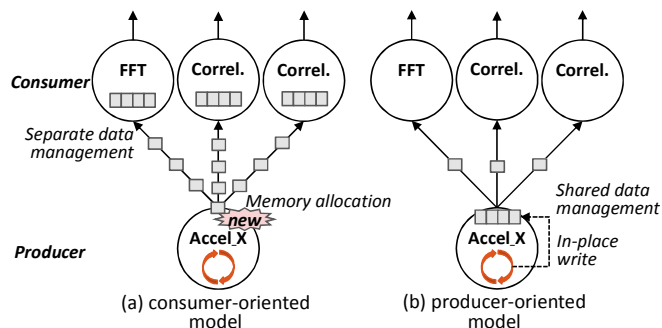 Consumer
FFT
Correl.
Correl.
FFT
Correl.
Correl.
Separate data
management
Memory allocation
new
Shared data
management
Producer
Accel_X
Accel_X
In-place
write
(a) consumer-oriented
model
(b) producer-oriented
model